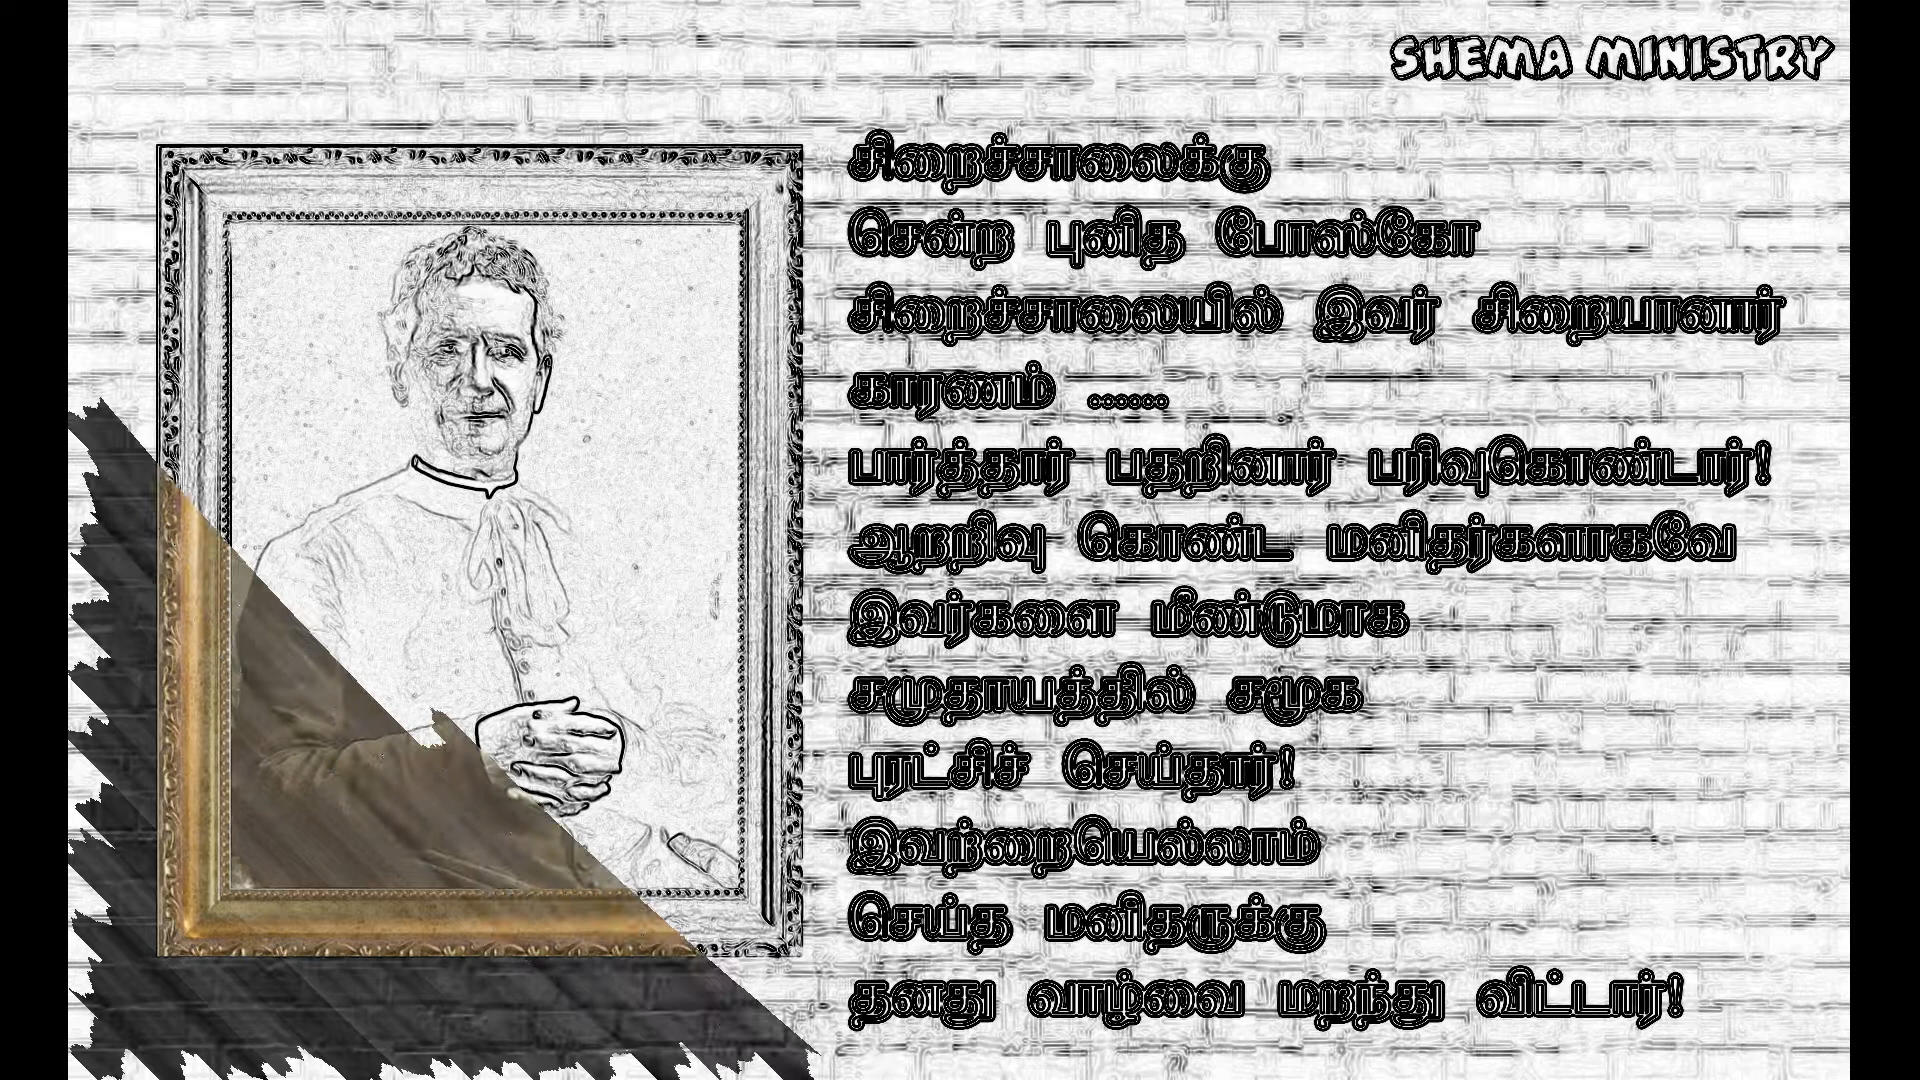 SHEMA MINISTRY
சிறைச்சாலைக்கு
சென்ற புனித போஸ்கோ
சிறைச்சாலையில் இவர் சிறையானார்
காரணம் ......
பார்த்தார் பதறினார் பரிவுகொண்டார்!
ஆறறிவு கொண்ட மனிதர்களாகவே
இவர்களை மீண்டுமாக
சமுதாயத்தில் சமூக
புரட்சிச் செய்தார்!
இவற்றையெல்லாம்
செய்த மனிதருக்கு
தனது வாழ்வை மறந்து விட்டார்!